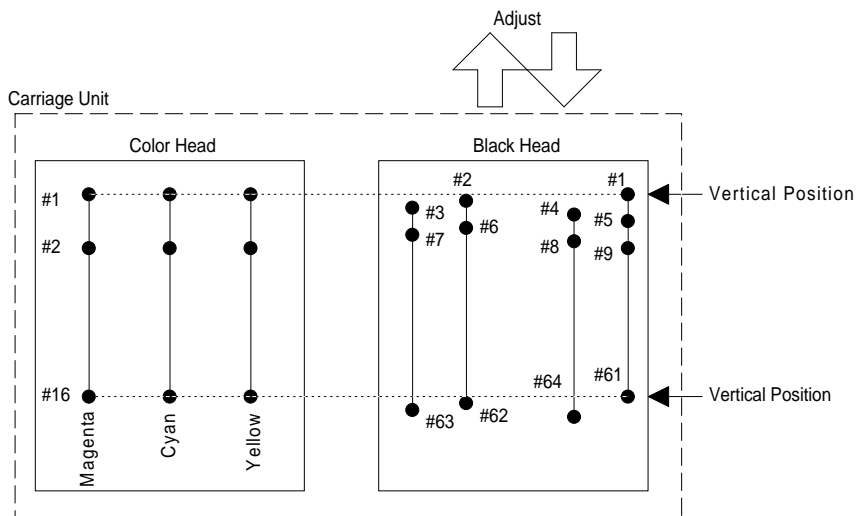 Adjust
Carriage Unit
Color Head
Black Head
#1
#2
#16
Magenta
Cyan
Yellow
#2
#1
#3
#4
#5
#7
#6
#8
#9
#64
#61
#63
#62
Vertical Position
Vertical Position